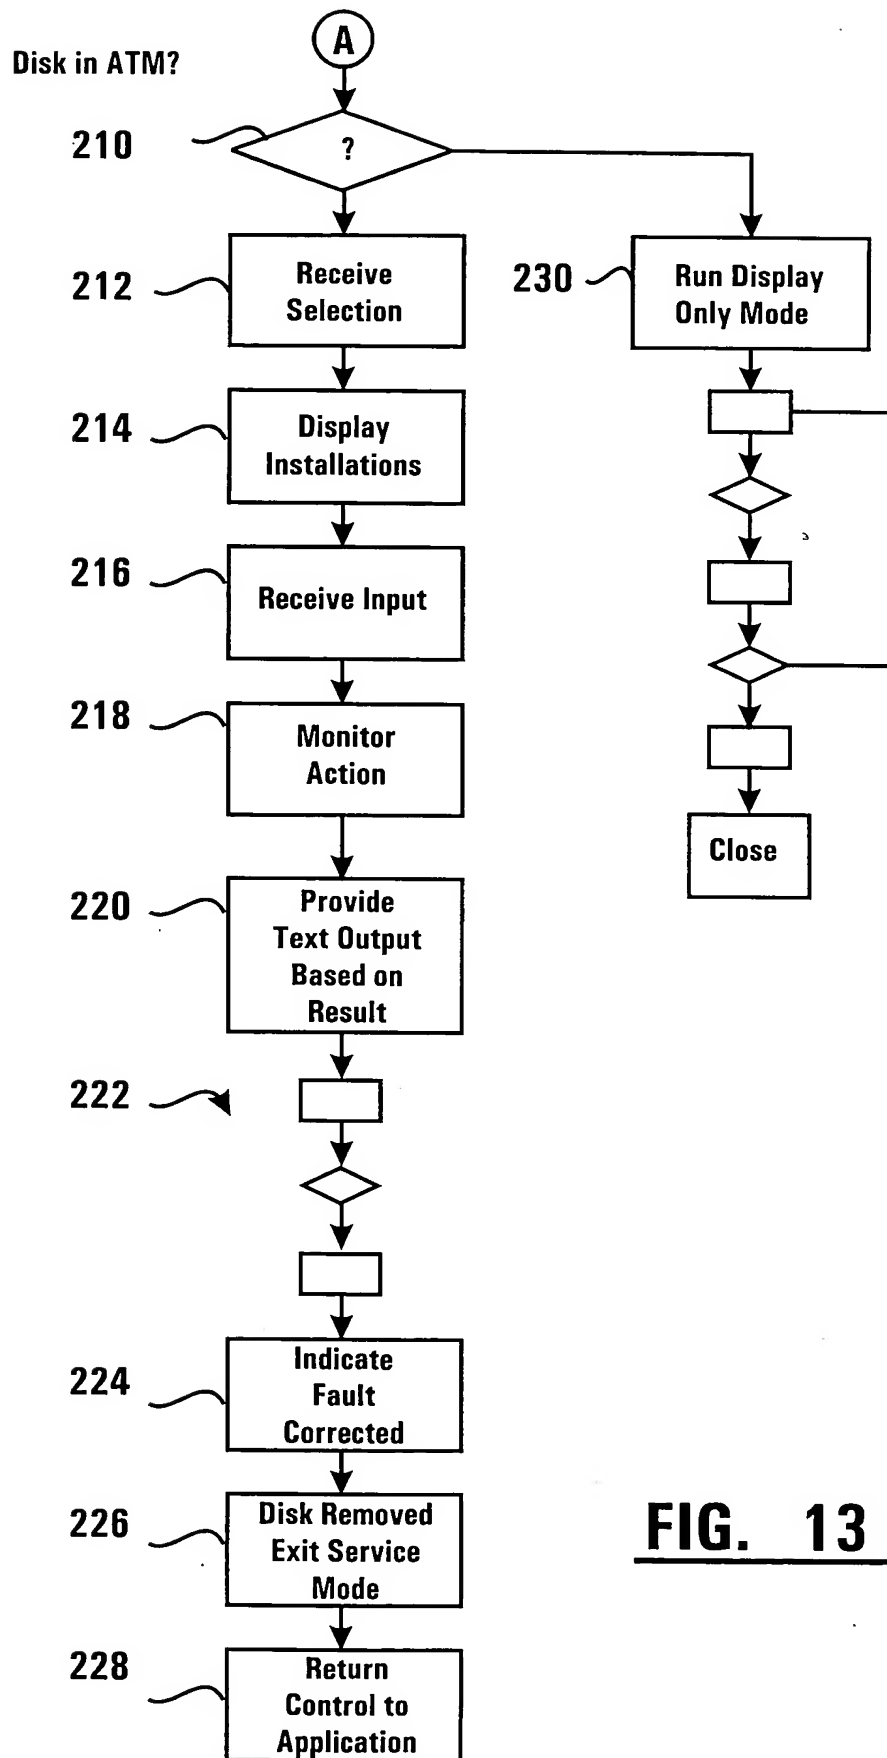 A
Disk in ATM?
210
?
212
Receive
Selection
230
Run Display
Only Mode
214
Display
Installations
216
Receive Input
218
Monitor
Action
Close
220
Provide
Text Output
Based on
Result
222
224
Indicate
Fault
Corrected
226
Disk Removed
Exit Service
Mode
FIG. 13
228
Return
Control to
Application